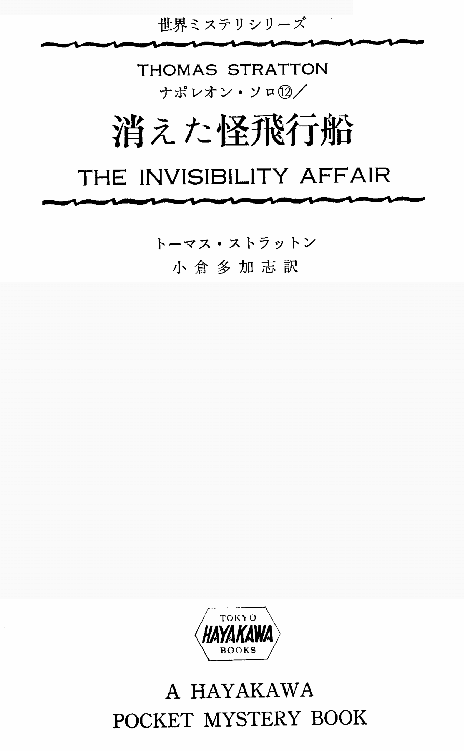 世界ミステリシリーズ
THOMAS STRATTON
ナポレオン・ソロ⑫／
消えた怪飛行船
THE INVISIBILITY AFFAIR
トーマス・ストラットン
小倉多加志訳
TOKYO
HAYAKAWA
BOOKS
A HAYAKAWA
POCKET MYSTERY BOOK